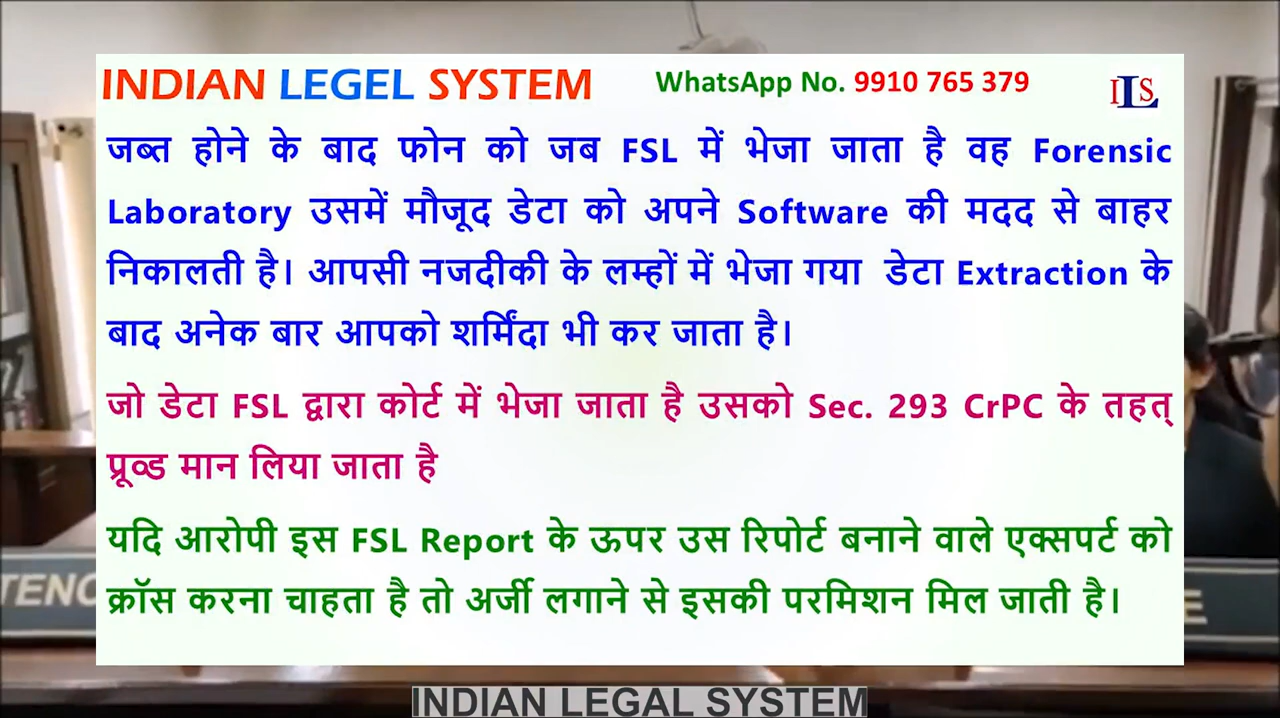 INDIAN LEGEL SYSTEM WhatsApp No. 9910 765 379 ILS
जब्त होने के बाद फोन को जब FSL में भेजा जाता है वह Forensic
Laboratory उसमें मौजूद डेटा को अपने Software की मदद से बाहर
निकालती है। आपसी नजदीकी के लम्हों में भेजा गया डेटा Extraction के
बाद अनेक बार आपको शर्मिंदा भी कर जाता है।
जो डेटा FSL द्वारा कोर्ट में भेजा जाता है उसको Sec. 293 CrPC के तहत्
प्रूव्ड मान लिया जाता है
यदि आरोपी इस FSL Report के ऊपर उस रिपोर्ट बनाने वाले एक्सपर्ट को
क्रॉस करना चाहता है तो अर्जी लगाने से इसकी परमिशन मिल जाती है।
TENC
E
INDIAN LEGAL SYSTEM